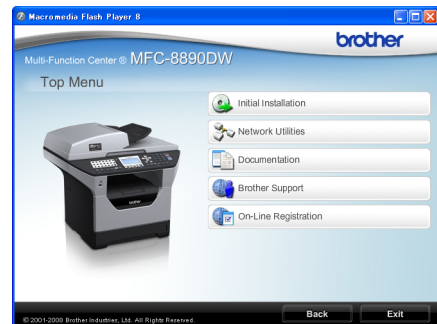 Macromedia Flash Player 8
brother
Multi-Function Center ® MFC-8890DW
Top Menu
Initial Installation
Network Utilities
Documentation
Brother Support
On-Line Registration
Back Exit
© 2001-2008 Brother Industries, Ltd. All Rights Reserved.